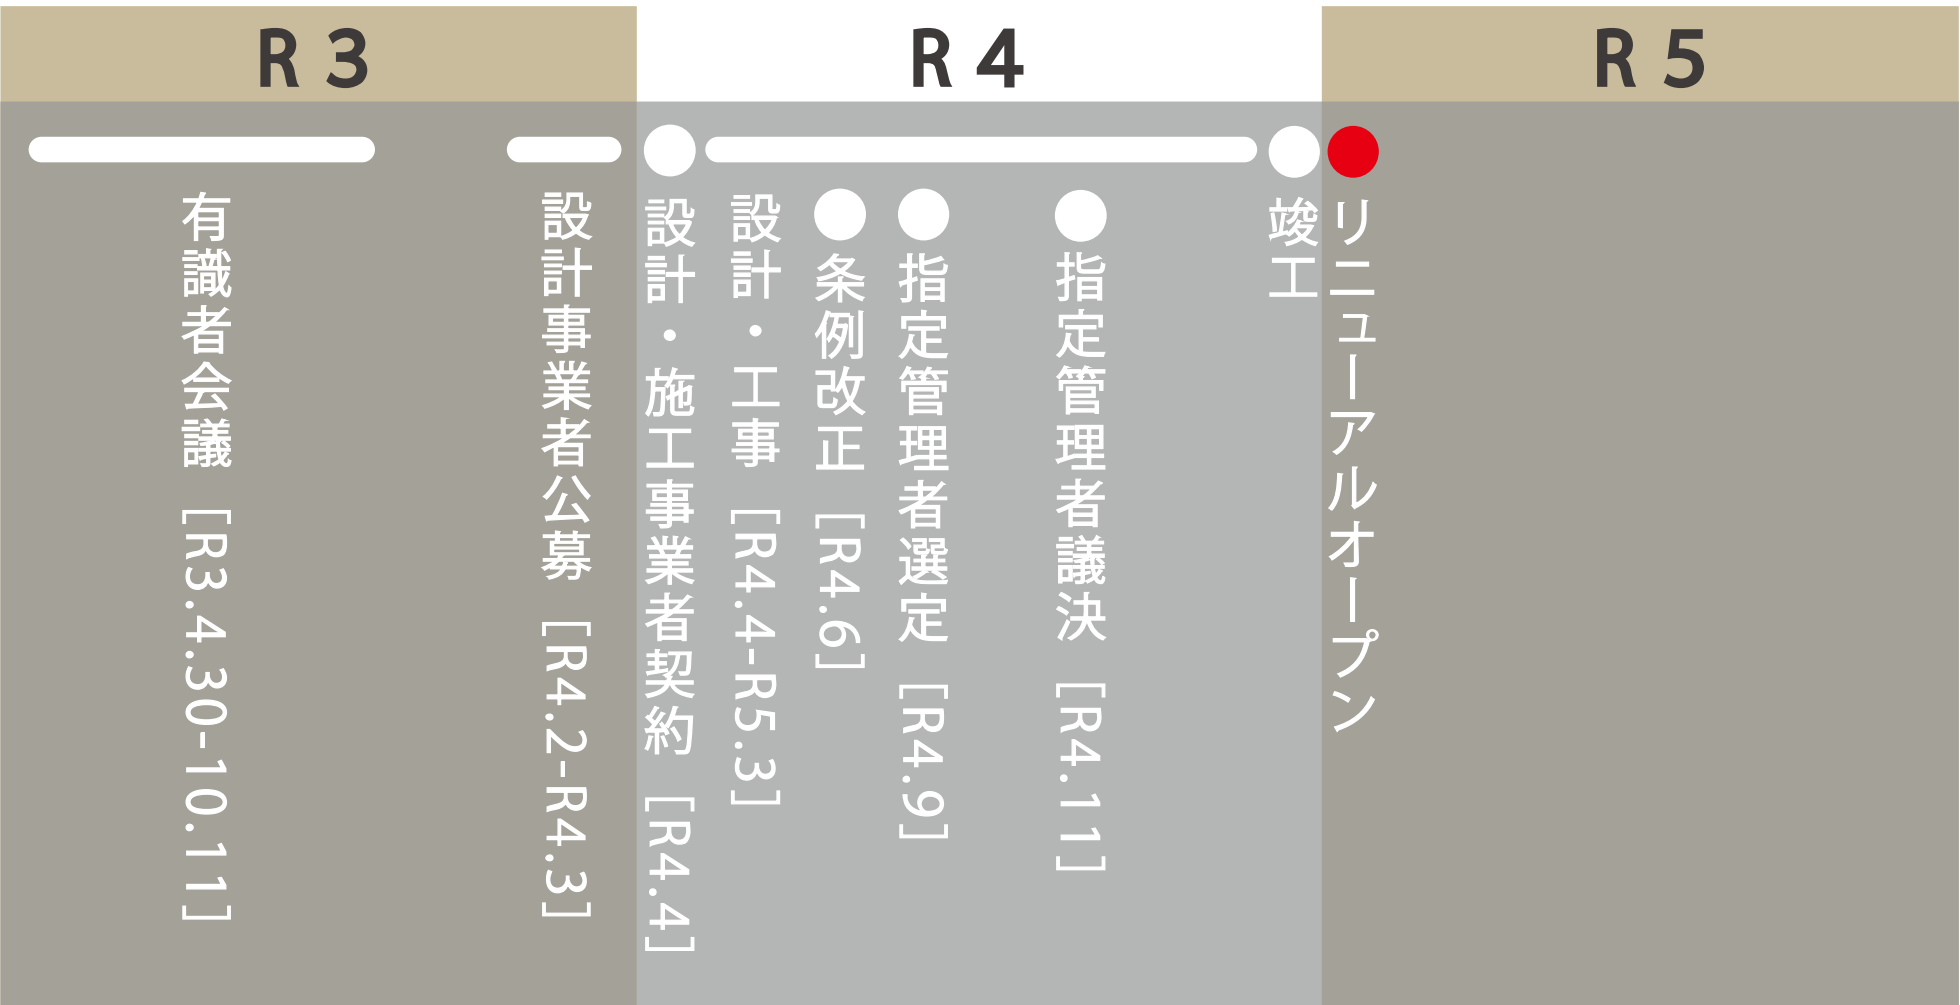 R3
R4
R5
有識者会議 [R3.4.30-10.11]
設計事業者公募 [R4.2-R4.3]
設計・施工事業者契約 [R4.4]
設計・工事 [R4.4-R5.3]
条例改正 [R4.6]
指定管理者選定 [R4.9]
指定管理者議決 [R4.11]
竣工
リニューアルオープン